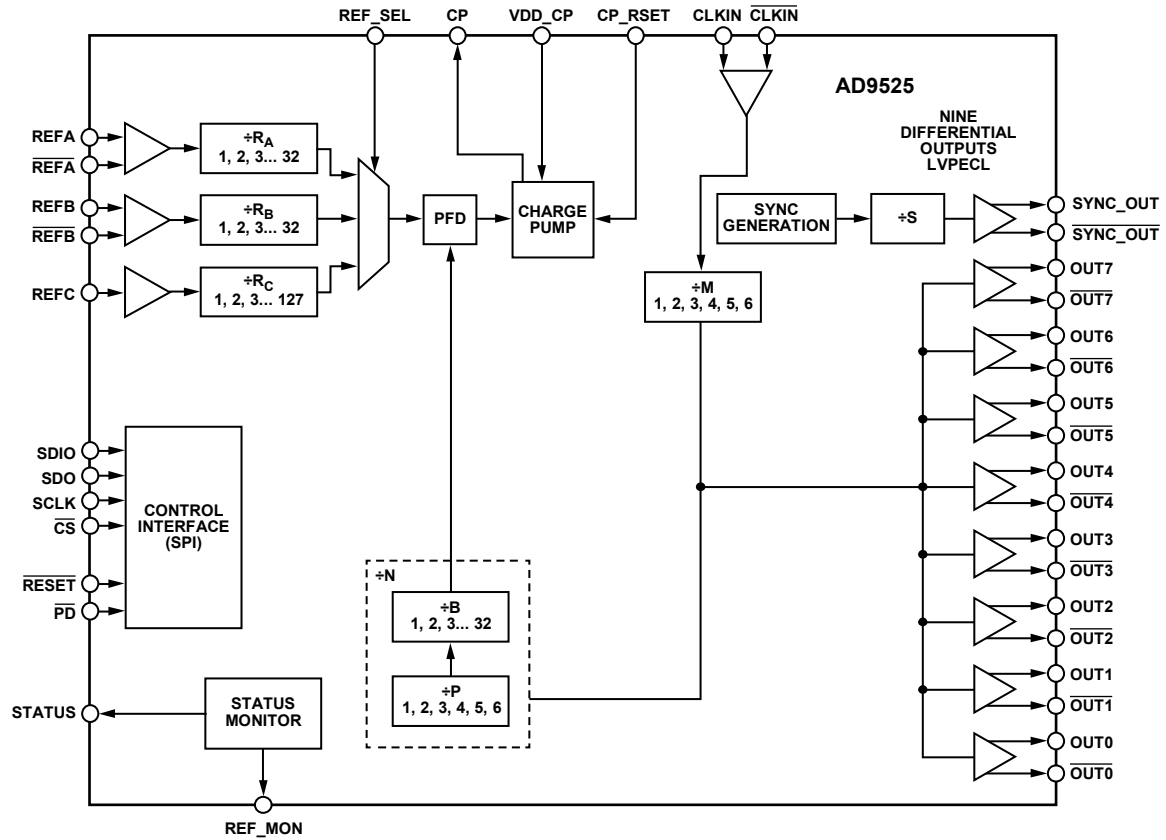 REF_SEL
CP
VDD_CP
CP_RSET
CLKIN
CLKIN
AD9525
NINE
DIFFERENTIAL
OUTPUTS
LVPECL
REFA
REFA
÷RA
1, 2, 3... 32
REFB
REFB
÷RB
1, 2, 3... 32
REFC
÷RC
1, 2, 3... 127
PFD
CHARGE
PUMP
SYNC
GENERATION
÷S
SYNC_OUT
SYNC_OUT
÷M
1, 2, 3, 4, 5, 6
OUT7
OUT7
OUT6
OUT6
OUT5
OUT5
OUT4
OUT4
OUT3
OUT3
OUT2
OUT2
OUT1
OUT1
OUT0
OUT0
SDIO
SDO
SCLK
CS
RESET
PD
CONTROL
INTERFACE
(SPI)
÷N
÷B
1, 2, 3... 32
÷P
1, 2, 3, 4, 5, 6
STATUS
STATUS
MONITOR
REF_MON